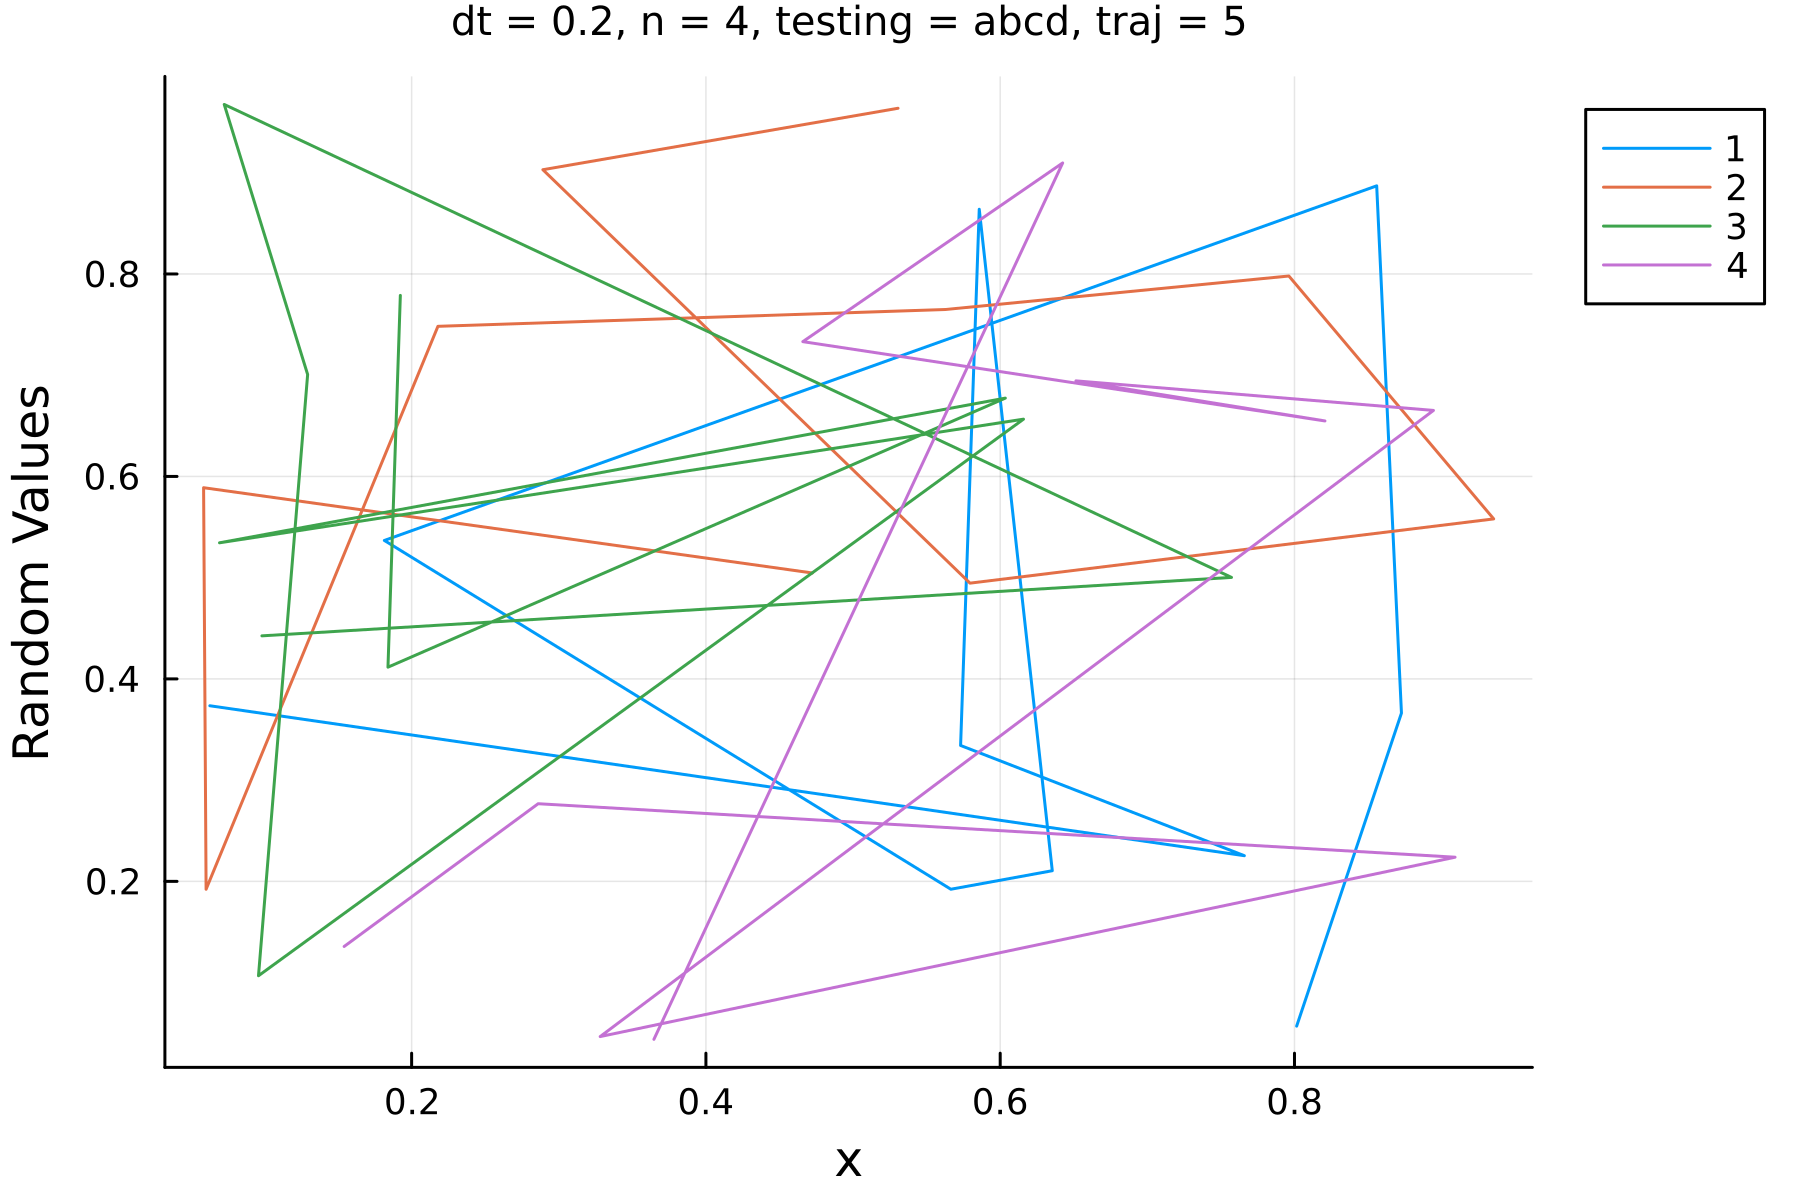 dt = 0.2, n = 4, testing = abcd, traj = 5
1
2
3
4
0.8
0.6
0.4
0.2
Random Values
0.2 0.4 0.6 0.8
x